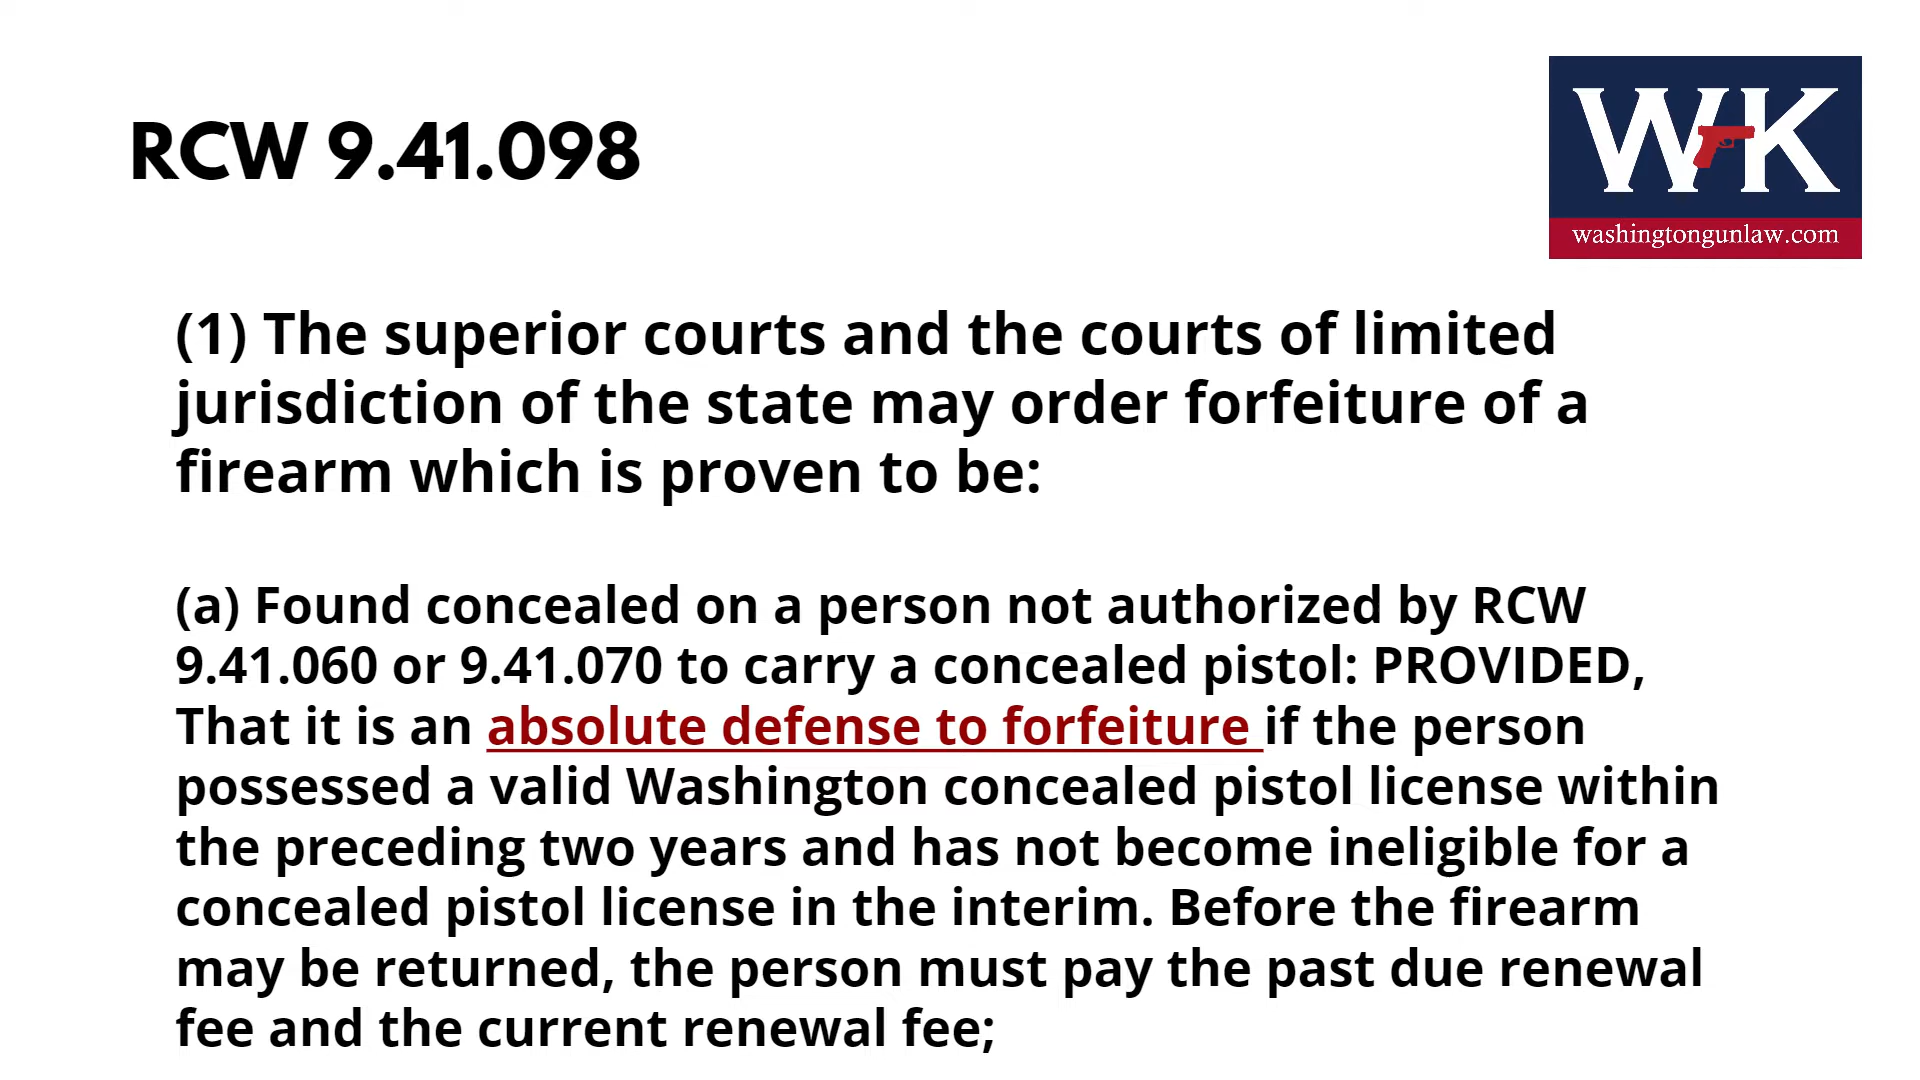 RCW 9.41.098
WK
washingtongunlaw.com
(1) The superior courts and the courts of limited
jurisdiction of the state may order forfeiture of a
firearm which is proven to be:
(a) Found concealed on a person not authorized by RCW
9.41.060 or 9.41.070 to carry a concealed pistol: PROVIDED,
That it is an absolute defense to forfeiture if the person
possessed a valid Washington concealed pistol license within
the preceding two years and has not become ineligible for a
concealed pistol license in the interim. Before the firearm
may be returned, the person must pay the past due renewal
fee and the current renewal fee;